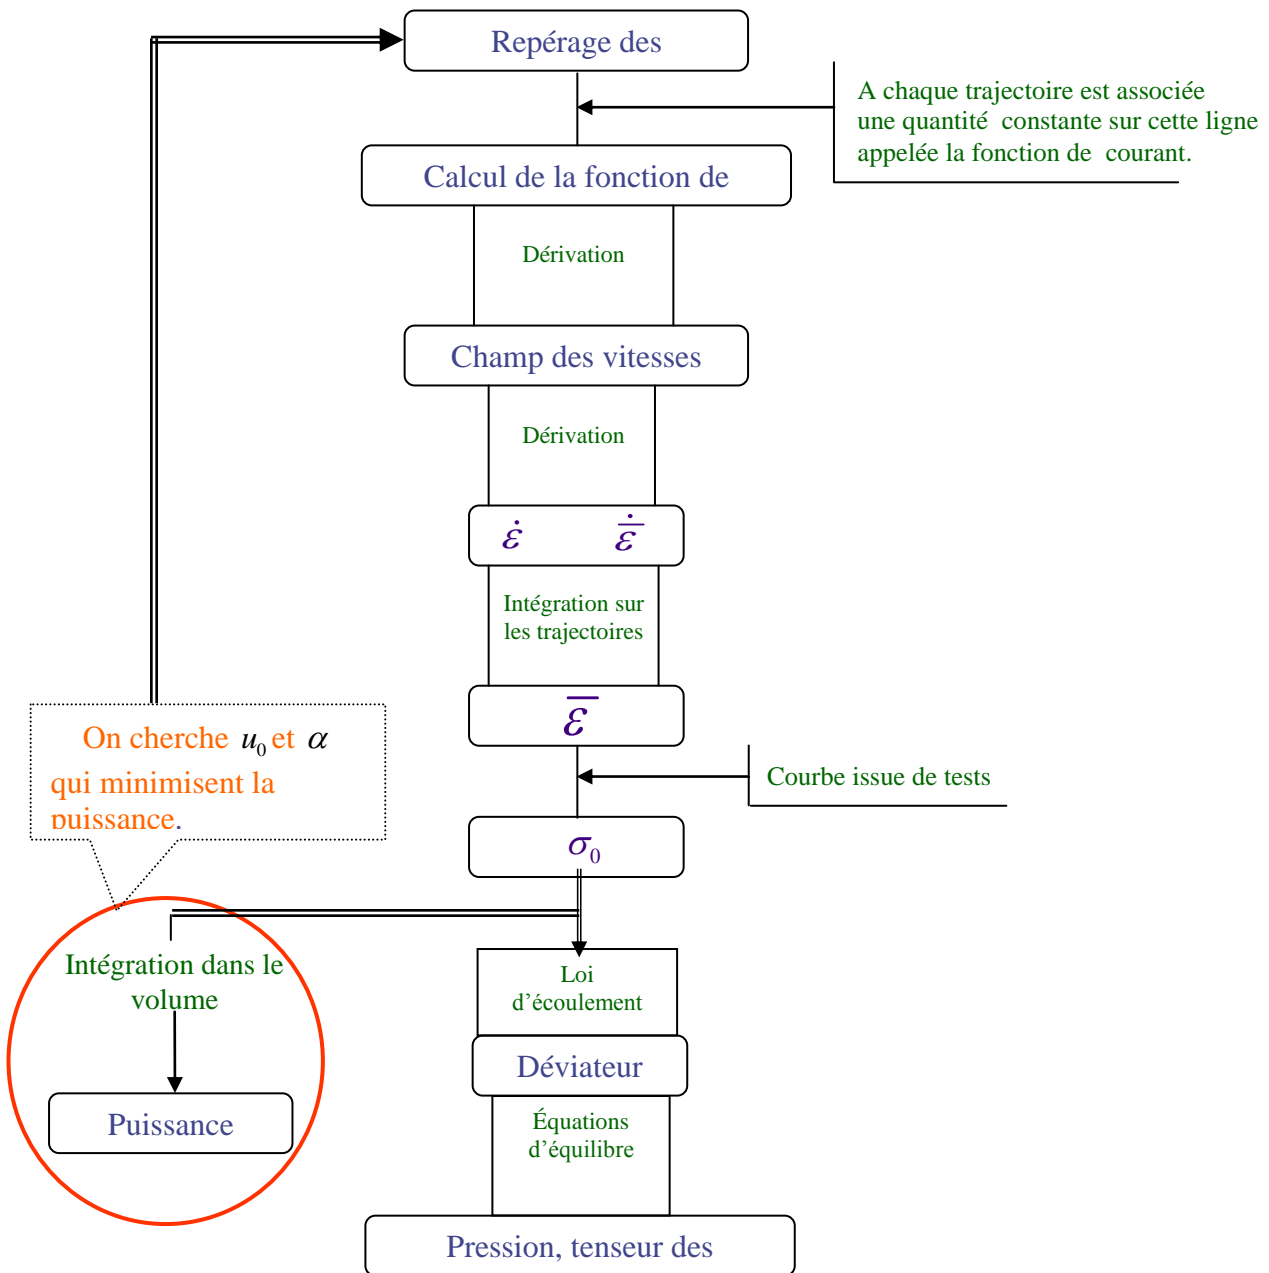 Repérage des
A chaque trajectoire est associée
une quantité constante sur cette ligne
appelée la fonction de courant.
Calcul de la fonction de
Dérivation
Champ des vitesses
Dérivation
ε̇ ε̄̇
Intégration sur
les trajectoires
ε̄
On cherche u₀ et α
qui minimisent la
puissance.
Courbe issue de tests
σ₀
Intégration dans le
volume
Loi
d’écoulement
Déviateur
Puissance
Équations
d’équilibre
Pression, tenseur des